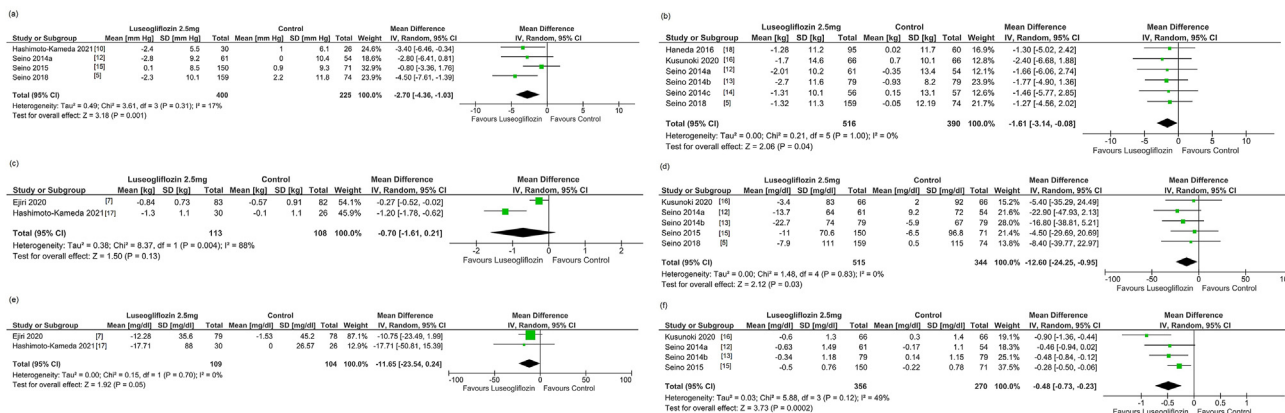 (a)
Luseogliflozin 2.5mg Control Mean Difference Mean Difference
Study or Subgroup Mean [mm Hg] SD [mm Hg] Total Mean [mm Hg] SD [mm Hg] Total Weight IV, Random, 95% CI IV, Random, 95% CI
Hashimoto-Kameda 2021 [10] -2.4 5.5 30 1 6.1 26 24.6% -3.40 [-6.46, -0.34]
Seino 2014a [12] -2.8 9.2 61 0 10.4 54 18.1% -2.80 [-6.41, 0.81]
Seino 2015 [15] 0.1 8.5 150 0.9 9.3 71 32.9% -0.80 [-3.36, 1.76]
Seino 2018 [5] -2.3 10.1 159 2.2 11.8 74 24.4% -4.50 [-7.61, -1.39]
Total (95% CI) 400 225 100.0% -2.70 [-4.36, -1.03]
Heterogeneity: Tau² = 0.49; Chi² = 3.61, df = 3 (P = 0.31); I² = 17%
Test for overall effect: Z = 3.18 (P = 0.001)
-10 -5 0 5 10
Favours Luseogliflozin Favours Control
(b)
Luseogliflozin 2.5mg Control Mean Difference Mean Difference
Study or Subgroup Mean [kg] SD [kg] Total Mean [kg] SD [kg] Total Weight IV, Random, 95% CI IV, Random, 95% CI
Haneda 2016 [18] -1.28 11.2 95 0.02 11.7 60 16.9% -1.30 [-5.02, 2.42]
Kusunoki 2020 [16] -1.7 14.6 66 0.7 10.1 66 12.7% -2.40 [-6.68, 1.88]
Seino 2014a [12] -2.01 10.2 61 -0.35 13.4 54 12.1% -1.66 [-6.06, 2.74]
Seino 2014b [13] -2.7 11.6 79 -0.93 8.2 79 23.9% -1.77 [-4.90, 1.36]
Seino 2014c [14] -1.31 10.1 56 0.15 13.1 57 12.6% -1.46 [-5.77, 2.85]
Seino 2018 [5] -1.32 11.3 159 -0.05 12.19 74 21.7% -1.27 [-4.56, 2.02]
Total (95% CI) 516 390 100.0% -1.61 [-3.14, -0.08]
Heterogeneity: Tau² = 0.00; Chi² = 0.21, df = 5 (P = 1.00); I² = 0%
Test for overall effect: Z = 2.06 (P = 0.04)
-10 -5 0 5 10
Favours Luseogliflozin Favours Control
(c)
Luseogliflozin 2.5mg Control Mean Difference Mean Difference
Study or Subgroup Mean [kg] SD [kg] Total Mean [kg] SD [kg] Total Weight IV, Random, 95% CI IV, Random, 95% CI
Ejiri 2020 [7] -0.84 0.73 83 -0.57 0.91 82 54.1% -0.27 [-0.52, -0.02]
Hashimoto-Kameda 2021[17] -1.3 1.1 30 -0.1 1.1 26 45.9% -1.20 [-1.78, -0.62]
Total (95% CI) 113 108 100.0% -0.70 [-1.61, 0.21]
Heterogeneity: Tau² = 0.38; Chi² = 8.37, df = 1 (P = 0.004); I² = 88%
Test for overall effect: Z = 1.50 (P = 0.13)
-2 -1 0 1 2
Favours Luseogliflozin Favours Control
(d)
Luseogliflozin 2.5mg Control Mean Difference Mean Difference
Study or Subgroup Mean [mg/dl] SD [mg/dl] Total Mean [mg/dl] SD [mg/dl] Total Weight IV, Random, 95% CI IV, Random, 95% CI
Kusunoki 2020 [16] -3.4 83 66 2 92 66 15.2% -5.40 [-35.29, 24.49]
Seino 2014a [12] -13.7 64 61 9.2 72 54 -22.90 [-47.93, 2.13]
Seino 2014b [13] -22.7 74 79 -5.9 67 79 -16.80 [-38.81, 5.21]
Seino 2015 [15] -11 70.6 150 -6.5 96.8 71 -4.50 [-29.69, 20.69]
Seino 2018 [5] -7.9 111 159 0.5 115 74 -8.40 [-39.77, 22.97]
Total (95% CI) 515 344 100.0% -12.60 [-24.25, -0.95]
Heterogeneity: Tau² = 0.00; Chi² = 1.48, df = 4 (P = 0.83); I² = 0%
Test for overall effect: Z = 2.12 (P = 0.03)
-100 -50 0 50 100
Favours Luseogliflozin Favours Control
(e)
Luseogliflozin 2.5mg Control Mean Difference Mean Difference
Study or Subgroup Mean [mg/dl] SD [mg/dl] Total Mean [mg/dl] SD [mg/dl] Total Weight IV, Random, 95% CI IV, Random, 95% CI
Ejiri 2020 [7] -12.28 35.6 79 -1.53 45.2 78 87.1% -10.75 [-23.49, 1.99]
Hashimoto-Kameda 2021[17] -17.71 88 30 0 26.57 26 12.9% -17.71 [-50.81, 15.39]
Total (95% CI) 109 104 100.0% -11.65 [-23.54, 0.24]
Heterogeneity: Tau² = 0.00; Chi² = 0.15, df = 1 (P = 0.70); I² = 0%
Test for overall effect: Z = 1.92 (P = 0.05)
-100 -50 0 50 100
Favours Luseogliflozin Favours Control
(f)
Luseogliflozin 2.5mg Control Mean Difference Mean Difference
Study or Subgroup Mean [mg/dl] SD [mg/dl] Total Mean [mg/dl] SD [mg/dl] Total Weight IV, Random, 95% CI IV, Random, 95% CI
Kusunoki 2020 [16] -0.6 1.3 66 0.3 1.4 66 -0.90 [-1.36, -0.44]
Seino 2014a [12] -0.63 1.49 61 -0.17 1.1 54 -0.46 [-0.94, 0.02]
Seino 2014b [13] -0.34 1.18 79 0.14 1.15 79 -0.48 [-0.84, -0.12]
Seino 2015 [15] -0.5 0.76 150 -0.22 0.78 71 37.5% -0.28 [-0.50, -0.06]
Total (95% CI) 356 270 100.0% -0.48 [-0.73, -0.23]
Heterogeneity: Tau² = 0.03; Chi² = 5.88, df = 3 (P = 0.12); I² = 49%
Test for overall effect: Z = 3.73 (P = 0.0002)
-1 -0.5 0 0.5 1
Favours Luseogliflozin Favours Control